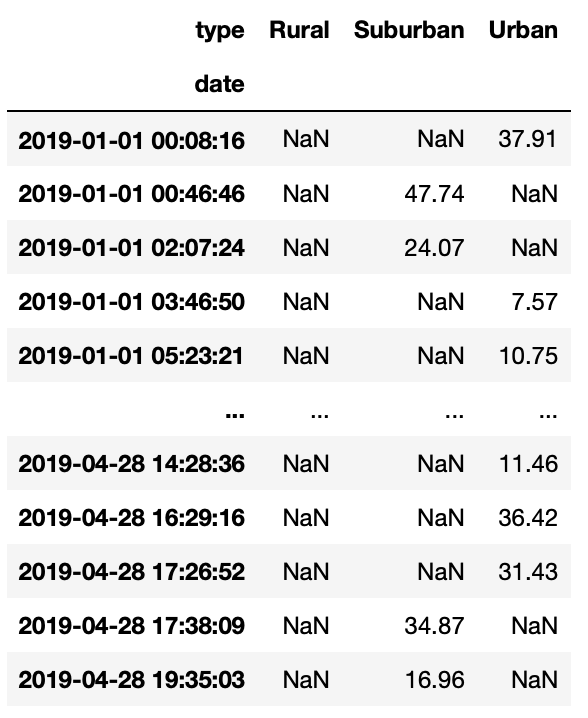 type Rural Suburban Urban
date
2019-01-01 00:08:16 NaN NaN 37.91
2019-01-01 00:46:46 NaN 47.74 NaN
2019-01-01 02:07:24 NaN 24.07 NaN
2019-01-01 03:46:50 NaN NaN 7.57
2019-01-01 05:23:21 NaN NaN 10.75
... ... ... ...
2019-04-28 14:28:36 NaN NaN 11.46
2019-04-28 16:29:16 NaN NaN 36.42
2019-04-28 17:26:52 NaN NaN 31.43
2019-04-28 17:38:09 NaN 34.87 NaN
2019-04-28 19:35:03 NaN 16.96 NaN